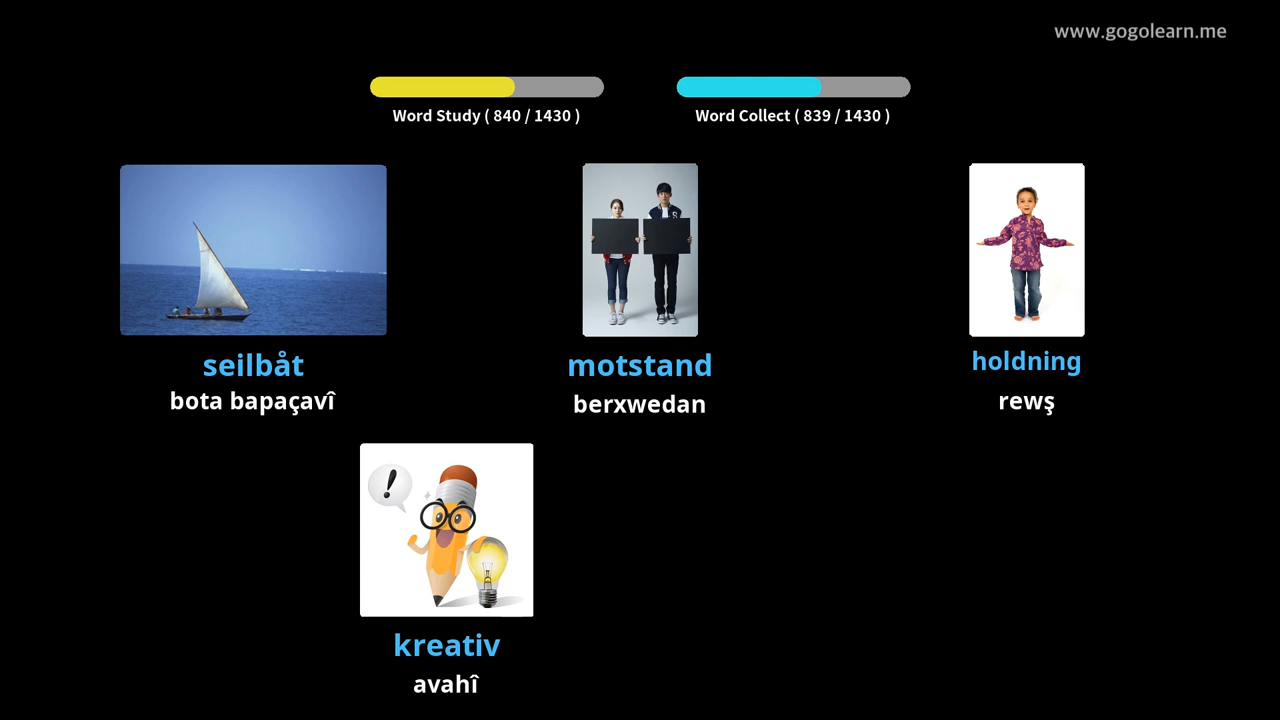 www.gogolearn.me
Word Study ( 840 / 1430 )
Word Collect ( 839 / 1430 )
seilbåt
bota bapaçavî
motstand
berxwedan
holdning
rewş
!
kreativ
avahî